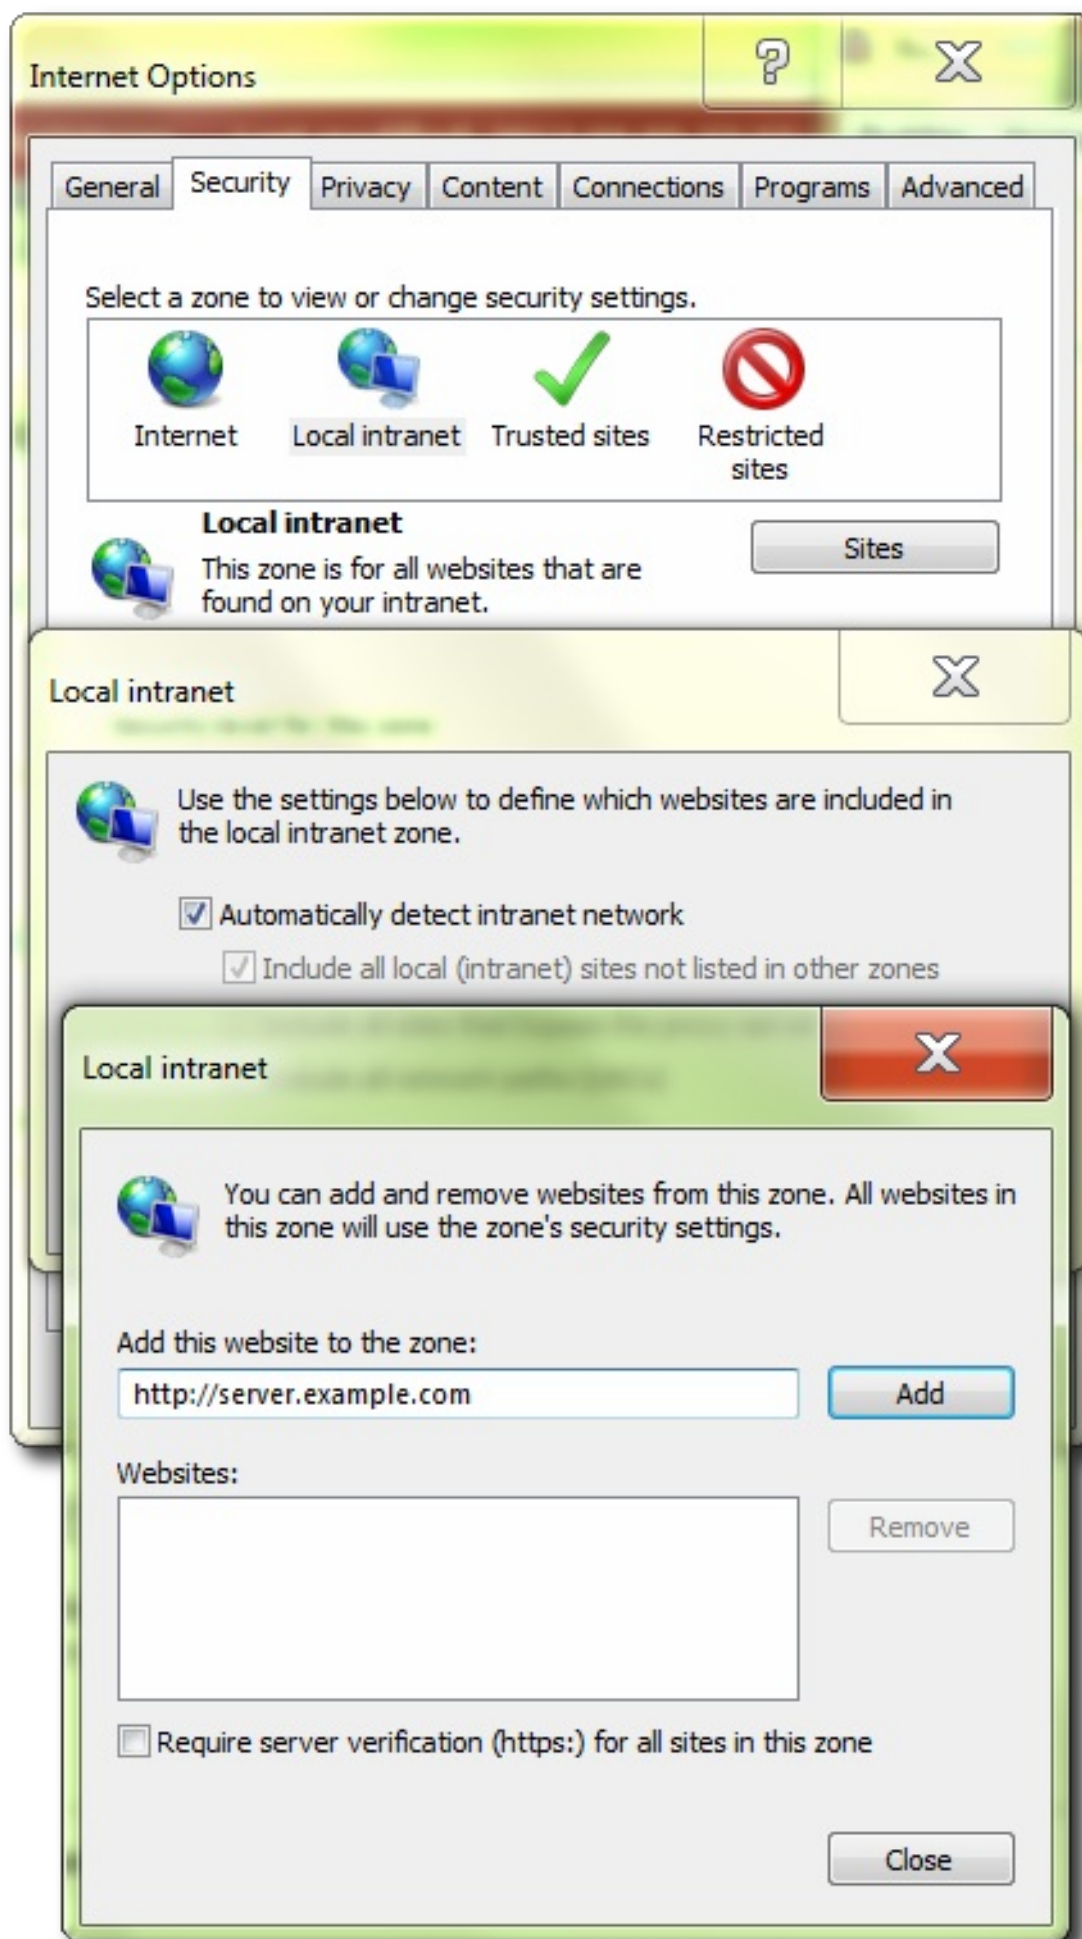 Internet Options
General Security Privacy Content Connections Programs Advanced
Select a zone to view or change security settings.
Internet Local intranet Trusted sites Restricted
sites
Local intranet
Sites
This zone is for all websites that are
found on your intranet.
Local intranet
Use the settings below to define which websites are included in
the local intranet zone.
Automatically detect intranet network
Include all local (intranet) sites not listed in other zones
Local intranet
You can add and remove websites from this zone. All websites in
this zone will use the zone's security settings.
Add this website to the zone:
http://server.example.com Add
Websites:
Remove
Require server verification (https:) for all sites in this zone
Close